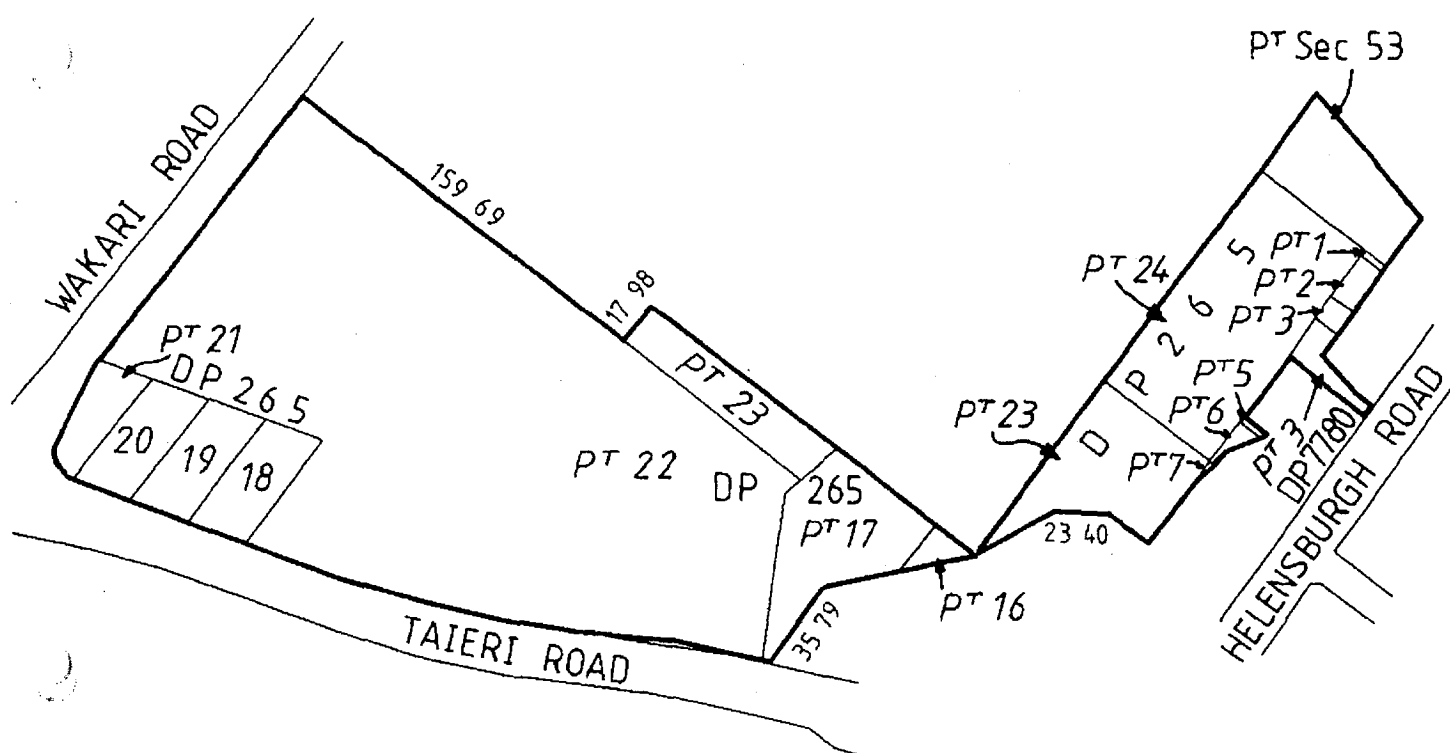 PT Sec 53
WAKARI ROAD
159 69
17 98
PT 1
PT 2
PT 3
PT 24
DP 265
PT 21
DP 265
20
19
18
PT 23
PT 22
DP 265
PT 17
PT 23
PT 5
PT 6
PT 7
PT 3
DP 7780
23 40
35 79
PT 16
TAIERI ROAD
HELENSBURGH ROAD